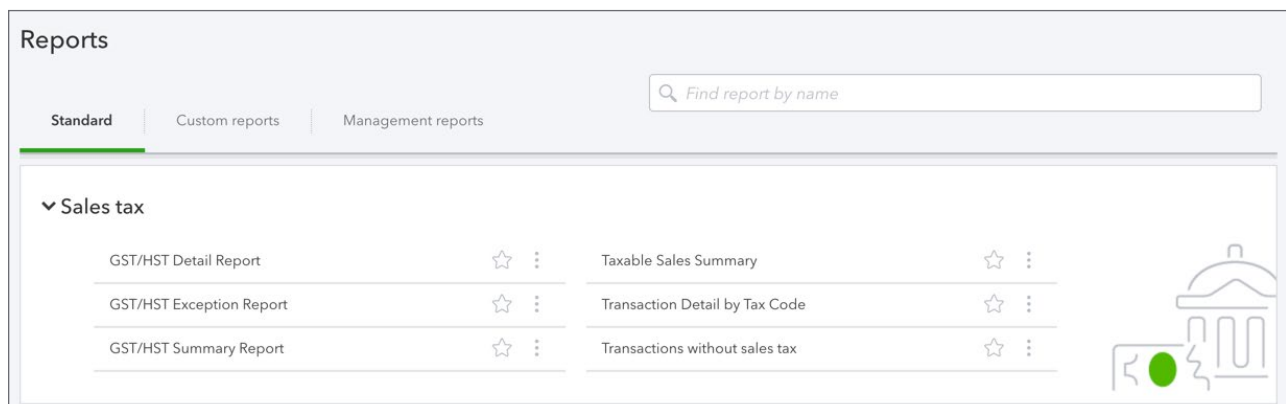 Reports
Find report by name
Standard
Custom reports
Management reports
Sales tax
GST/HST Detail Report
Taxable Sales Summary
GST/HST Exception Report
Transaction Detail by Tax Code
GST/HST Summary Report
Transactions without sales tax